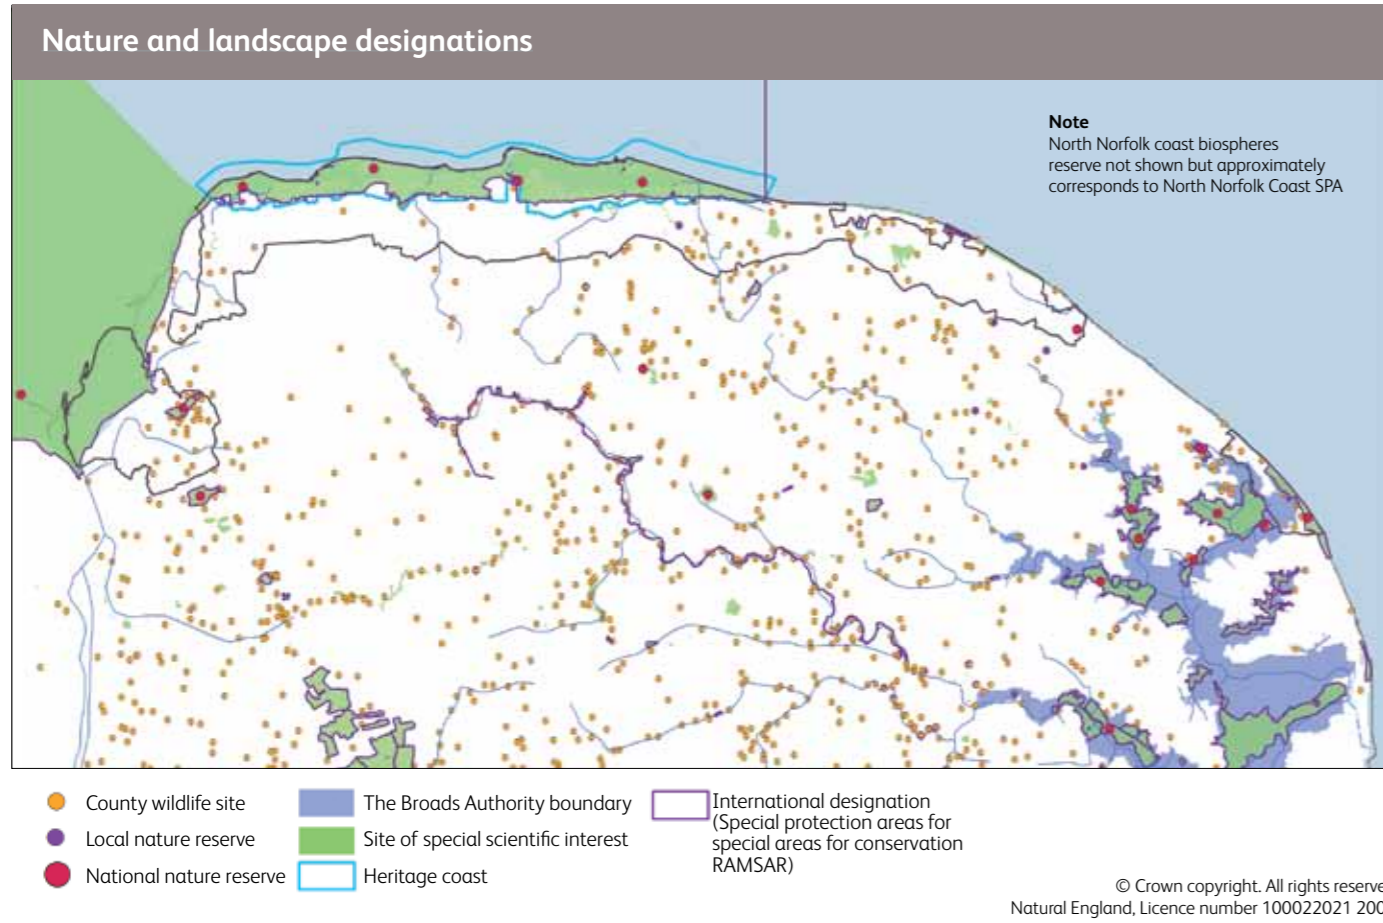 Nature and landscape designations
Note
North Norfolk coast biospheres
reserve not shown but approximately
corresponds to North Norfolk Coast SPA
County wildlife site
Local nature reserve
National nature reserve
The Broads Authority boundary
Site of special scientific interest
Heritage coast
International designation
(Special protection areas for
special areas for conservation
RAMSAR)
© Crown copyright. All rights reserve
Natural England, Licence number 100022021 200